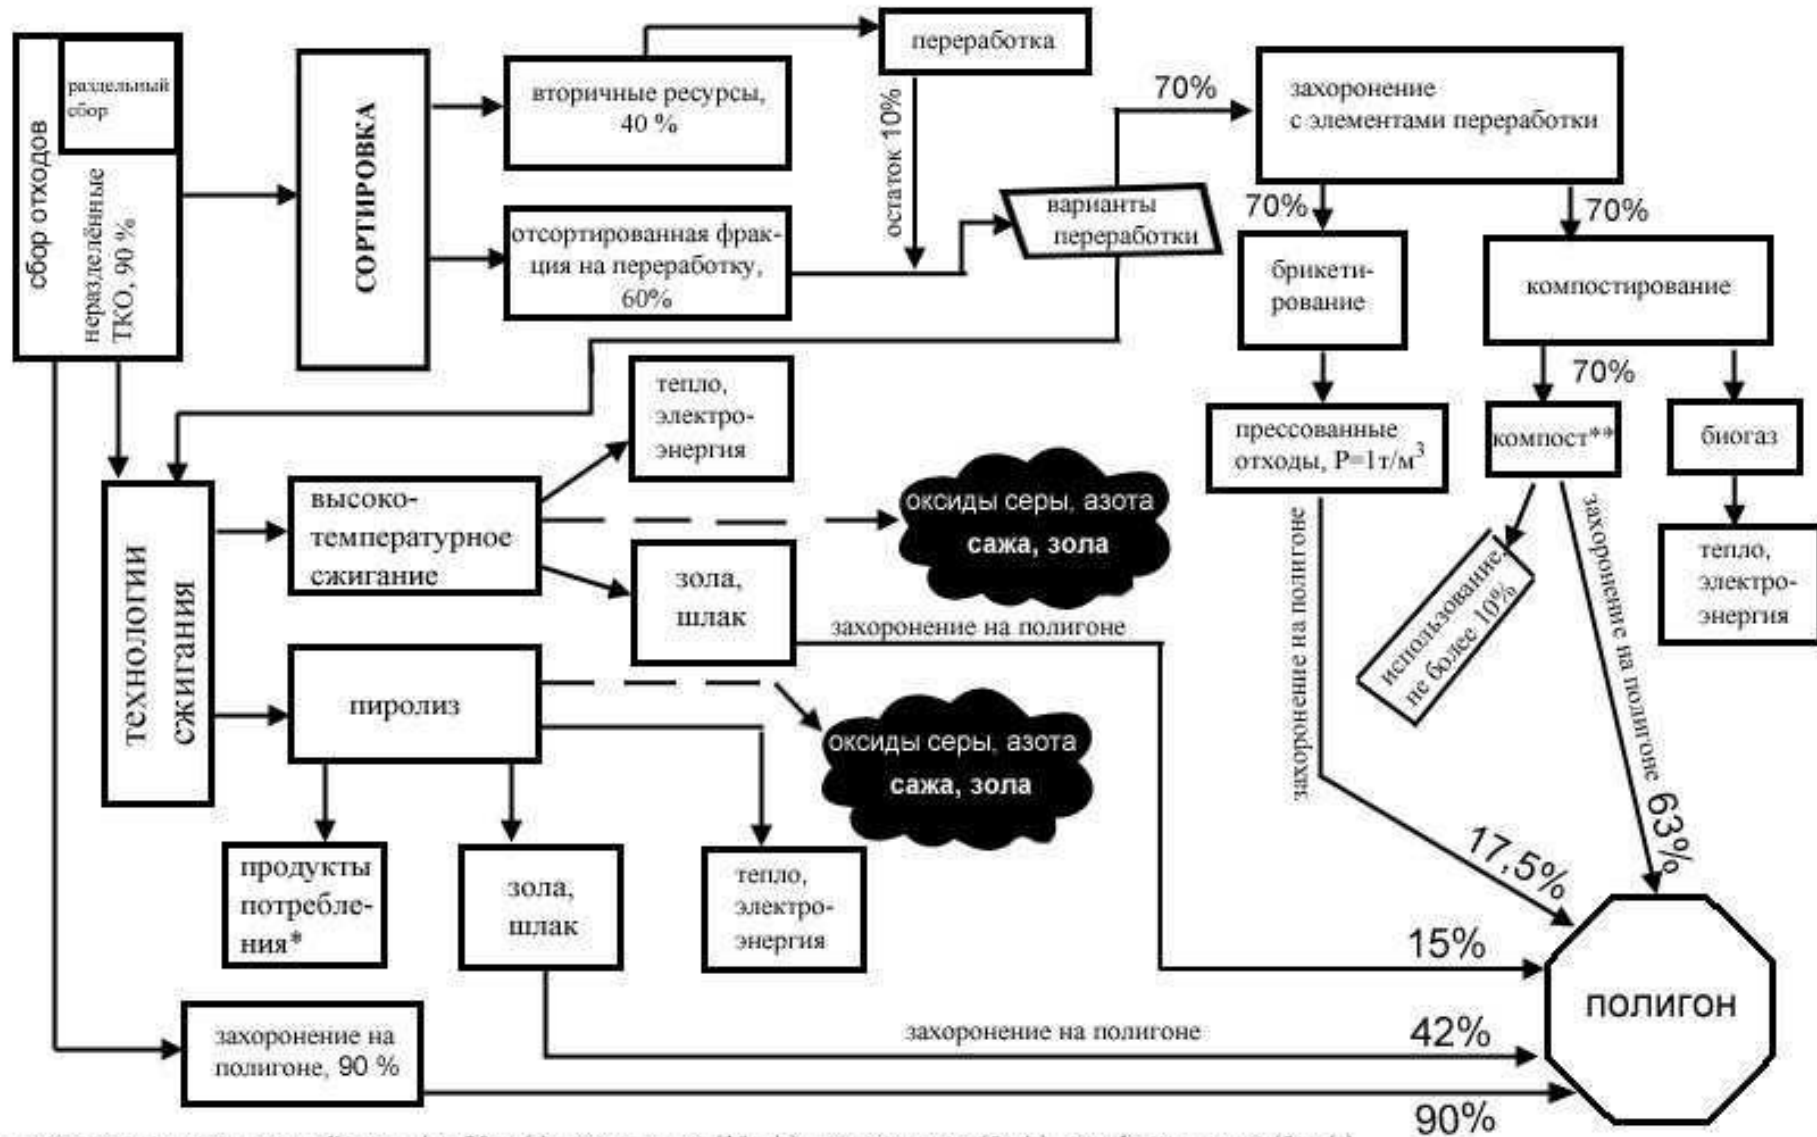 сбор отходов
раздельный
сбор
неразделённые
ТКО, 90 %
СОРТИРОВКА
вторичные ресурсы,
40 %
отсортированная фрак-
ция на переработку,
60%
переработка
остаток 10%
варианты
переработки
70%
захоронение
с элементами переработки
70%
70%
брикети-
рование
компостирование
70%
прессованные
отходы, Р=1т/м³
компост**
биогаз
тепло,
электро-
энергия
использование,
не более 10%
захоронение на полигоне
захоронение на полигоне
17,5%
63%
технологии
сжигания
высоко-
температурное
сжигание
тепло,
электро-
энергия
оксиды серы, азота
сажа, зола
зола,
шлак
захоронение на полигоне
пиролиз
оксиды серы, азота
сажа, зола
продукты
потребле-
ния*
зола,
шлак
тепло,
электро-
энергия
15%
захоронение на полигоне
42%
захоронение на
полигоне, 90 %
90%
ПОЛИГОН